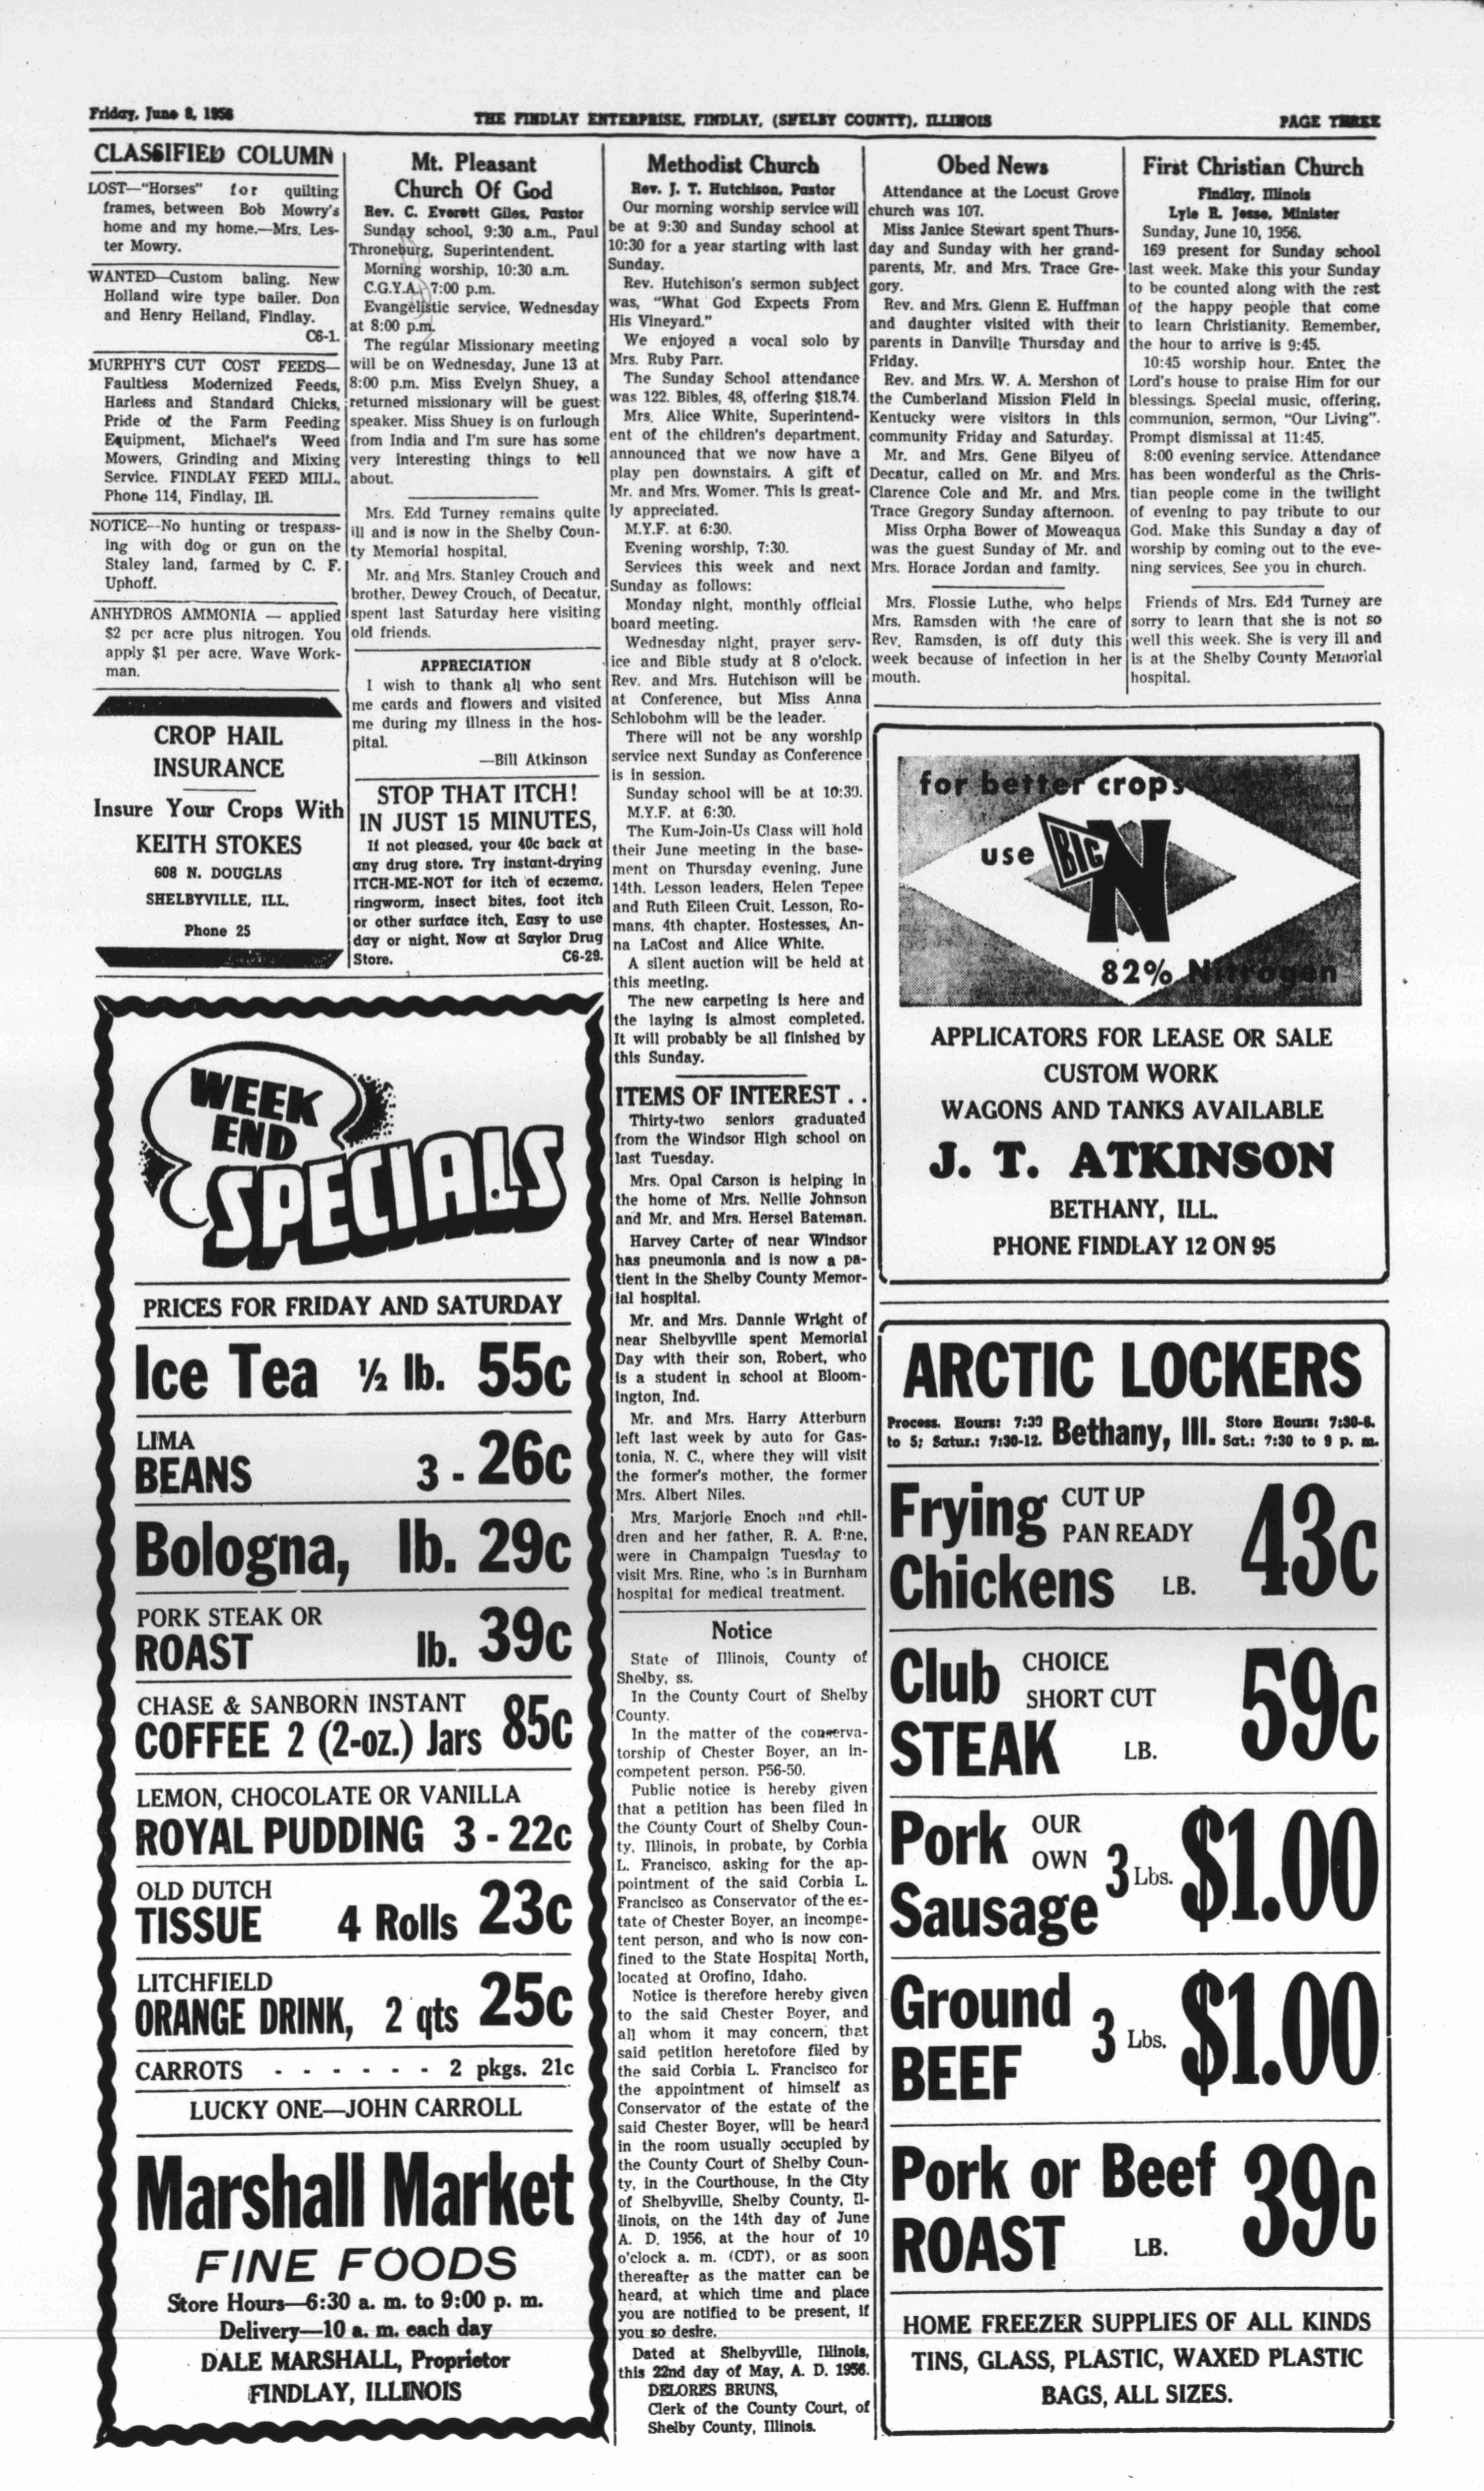 Friday, June 8, 1956
THE FINDLAY ENTERPRISE, FINDLAY, (SHELBY COUNTY), ILLINOIS
PAGE THREE
CLASSIFIED COLUMN
LOST—"Horses" for quilting
frames, between Bob Mowry's
home and my home.—Mrs. Les-
ter Mowry.
WANTED—Custom baling. New
Holland wire type bailer. Don
and Henry Heiland, Findlay.
C6-1.
MURPHY'S CUT COST FEEDS—
Faultless Modernized Feeds,
Harless and Standard Chicks,
Pride of the Farm Feeding
Equipment, Michael's Weed
Mowers, Grinding and Mixing
Service. FINDLAY FEED MILL,
Phone 114, Findlay, Ill.
NOTICE--No hunting or trespass-
ing with dog or gun on the
Staley land, farmed by C. F.
Uphoff.
ANHYDROS AMMONIA — applied
$2 per acre plus nitrogen. You
apply $1 per acre. Wave Work-
man.
CROP HAIL
INSURANCE
Insure Your Crops With
KEITH STOKES
608 N. DOUGLAS
SHELBYVILLE, ILL.
Phone 25
Mt. Pleasant
Church Of God
Rev. C. Everett Giles, Pastor
Sunday school, 9:30 a.m., Paul
Throneburg, Superintendent.
Morning worship, 10:30 a.m.
C.G.Y.A., 7:00 p.m.
Evangelistic service, Wednesday
at 8:00 p.m.
The regular Missionary meeting
will be on Wednesday, June 13 at
8:00 p.m. Miss Evelyn Shuey, a
returned missionary will be guest
speaker. Miss Shuey is on furlough
from India and I'm sure has some
very interesting things to tell
about.
Mrs. Edd Turney remains quite
ill and is now in the Shelby Coun-
ty Memorial hospital.
Mr. and Mrs. Stanley Crouch and
brother, Dewey Crouch, of Decatur,
spent last Saturday here visiting
old friends.
APPRECIATION
I wish to thank all who sent
me cards and flowers and visited
me during my illness in the hos-
pital.
—Bill Atkinson
STOP THAT ITCH!
IN JUST 15 MINUTES,
If not pleased, your 40c back at
any drug store. Try instant-drying
ITCH-ME-NOT for itch of eczema,
ringworm, insect bites, foot itch
or other surface itch, Easy to use
day or night. Now at Saylor Drug
Store. C6-29.
WEEK
END
SPECIALS
PRICES FOR FRIDAY AND SATURDAY
Ice Tea ½ lb. 55c
LIMA
BEANS 3 - 26c
Bologna, lb. 29c
PORK STEAK OR
ROAST lb. 39c
CHASE & SANBORN INSTANT
COFFEE 2 (2-oz.) Jars 85c
LEMON, CHOCOLATE OR VANILLA
ROYAL PUDDING 3 - 22c
OLD DUTCH
TISSUE 4 Rolls 23c
LITCHFIELD
ORANGE DRINK, 2 qts 25c
CARROTS - - - - - - - 2 pkgs. 21c
LUCKY ONE—JOHN CARROLL
Marshall Market
FINE FOODS
Store Hours—6:30 a. m. to 9:00 p. m.
Delivery—10 a. m. each day
DALE MARSHALL, Proprietor
FINDLAY, ILLINOIS
Methodist Church
Rev. J. T. Hutchison, Pastor
Our morning worship service will
be at 9:30 and Sunday school at
10:30 for a year starting with last
Sunday.
Rev. Hutchison's sermon subject
was, "What God Expects From
His Vineyard."
We enjoyed a vocal solo by
Mrs. Ruby Parr.
The Sunday School attendance
was 122. Bibles, 48, offering $18.74.
Mrs. Alice White, Superintend-
ent of the children's department,
announced that we now have a
play pen downstairs. A gift of
Mr. and Mrs. Womer. This is great-
ly appreciated.
M.Y.F. at 6:30.
Evening worship, 7:30.
Services this week and next
Sunday as follows:
Monday night, monthly official
board meeting.
Wednesday night, prayer serv-
ice and Bible study at 8 o'clock.
Rev. and Mrs. Hutchison will be
at Conference, but Miss Anna
Schlobohm will be the leader.
There will not be any worship
service next Sunday as Conference
is in session.
Sunday school will be at 10:30.
M.Y.F. at 6:30.
The Kum-Join-Us Class will hold
their June meeting in the base-
ment on Thursday evening, June
14th. Lesson leaders, Helen Tepee
and Ruth Eileen Cruit. Lesson, Ro-
mans, 4th chapter. Hostesses, An-
na LaCost and Alice White.
A silent auction will be held at
this meeting.
The new carpeting is here and
the laying is almost completed.
It will probably be all finished by
this Sunday.
ITEMS OF INTEREST . .
Thirty-two seniors graduated
from the Windsor High school on
last Tuesday.
Mrs. Opal Carson is helping in
the home of Mrs. Nellie Johnson
and Mr. and Mrs. Hersel Bateman.
Harvey Carter of near Windsor
has pneumonia and is now a pa-
tient in the Shelby County Memor-
ial hospital.
Mr. and Mrs. Dannie Wright of
near Shelbyville spent Memorial
Day with their son, Robert, who
is a student in school at Bloom-
ington, Ind.
Mr. and Mrs. Harry Atterburn
left last week by auto for Gas-
tonia, N. C., where they will visit
the former's mother, the former
Mrs. Albert Niles.
Mrs. Marjorie Enoch and chil-
dren and her father, R. A. Rine,
were in Champaign Tuesday to
visit Mrs. Rine, who is in Burnham
hospital for medical treatment.
Notice
State of Illinois, County of
Shelby, ss.
In the County Court of Shelby
County.
In the matter of the conserva-
torship of Chester Boyer, an in-
competent person. P56-50.
Public notice is hereby given
that a petition has been filed in
the County Court of Shelby Coun-
ty, Illinois, in probate, by Corbia
L. Francisco, asking for the ap-
pointment of the said Corbia L.
Francisco as Conservator of the es-
tate of Chester Boyer, an incompe-
tent person, and who is now con-
fined to the State Hospital North,
located at Orofino, Idaho.
Notice is therefore hereby given
to the said Chester Boyer, and
all whom it may concern, that
said petition heretofore filed by
the said Corbia L. Francisco for
the appointment of himself as
Conservator of the estate of the
said Chester Boyer, will be heard
in the room usually occupied by
the County Court of Shelby Coun-
ty, in the Courthouse, in the City
of Shelbyville, Shelby County, Il-
linois, on the 14th day of June
A. D. 1956, at the hour of 10
o'clock a. m. (CDT), or as soon
thereafter as the matter can be
heard, at which time and place
you are notified to be present, if
you so desire.
Dated at Shelbyville, Illinois,
this 22nd day of May, A. D. 1956.
DELORES BRUNS,
Clerk of the County Court, of
Shelby County, Illinois.
Obed News
Attendance at the Locust Grove
church was 107.
Miss Janice Stewart spent Thurs-
day and Sunday with her grand-
parents, Mr. and Mrs. Trace Gre-
gory.
Rev. and Mrs. Glenn E. Huffman
and daughter visited with their
parents in Danville Thursday and
Friday.
Rev. and Mrs. W. A. Mershon of
the Cumberland Mission Field in
Kentucky were visitors in this
community Friday and Saturday.
Mr. and Mrs. Gene Bilyeu of
Decatur, called on Mr. and Mrs.
Clarence Cole and Mr. and Mrs.
Trace Gregory Sunday afternoon.
Miss Orpha Bower of Moweaqua
was the guest Sunday of Mr. and
Mrs. Horace Jordan and family.
Mrs. Flossie Luthe, who helps
Mrs. Ramsden with the care of
Rev. Ramsden, is off duty this
week because of infection in her
mouth.
First Christian Church
Findlay, Illinois
Lyle R. Jesse, Minister
Sunday, June 10, 1956.
169 present for Sunday school
last week. Make this your Sunday
to be counted along with the rest
of the happy people that come
to learn Christianity. Remember,
the hour to arrive is 9:45.
10:45 worship hour. Enter the
Lord's house to praise Him for our
blessings. Special music, offering,
communion, sermon, "Our Living".
Prompt dismissal at 11:45.
8:00 evening service. Attendance
has been wonderful as the Chris-
tian people come in the twilight
of evening to pay tribute to our
God. Make this Sunday a day of
worship by coming out to the eve-
ning services. See you in church.
Friends of Mrs. Edd Turney are
sorry to learn that she is not so
well this week. She is very ill and
is at the Shelby County Memorial
hospital.
for better crops
use BIG N
82% Nitrogen
APPLICATORS FOR LEASE OR SALE
CUSTOM WORK
WAGONS AND TANKS AVAILABLE
J. T. ATKINSON
BETHANY, ILL.
PHONE FINDLAY 12 ON 95
ARCTIC LOCKERS
Process. Hours: 7:30
to 5; Satur.: 7:30-12.
Bethany, Ill.
Store Hours: 7:30-6.
Sat.: 7:30 to 9 p. m.
Frying CUT UP
PAN READY
Chickens LB. 43c
Club CHOICE
SHORT CUT
STEAK LB. 59c
Pork OUR
OWN
Sausage 3 Lbs. $1.00
Ground
BEEF 3 Lbs. $1.00
Pork or Beef
ROAST LB. 39c
HOME FREEZER SUPPLIES OF ALL KINDS
TINS, GLASS, PLASTIC, WAXED PLASTIC
BAGS, ALL SIZES.